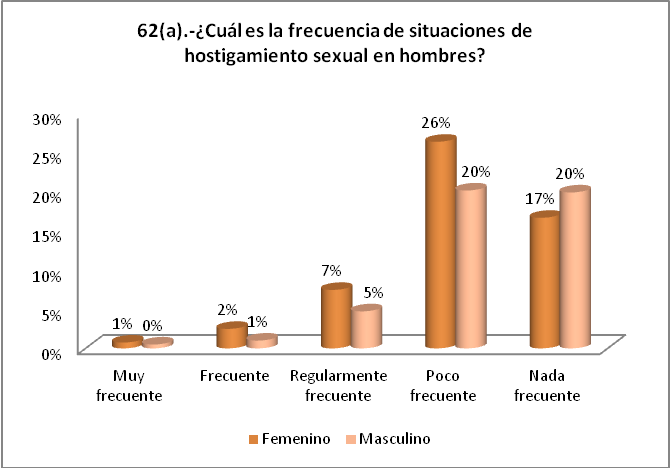 62(a).-¿Cuál es la frecuencia de situaciones de
hostigamiento sexual en hombres?
30%
25%
20%
15%
10%
5%
0%
1%
0%
2%
1%
7%
5%
26%
20%
17%
20%
Muy
frecuente
Frecuente
Regularmente
frecuente
Poco
frecuente
Nada
frecuente
Femenino
Masculino